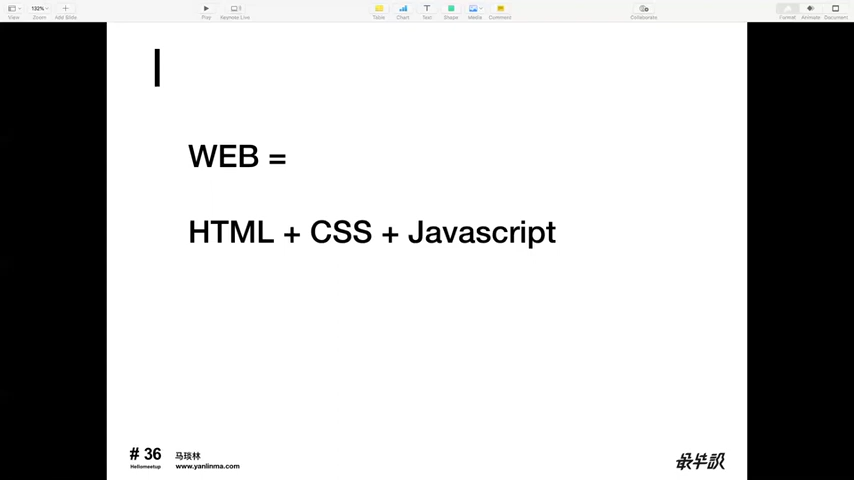 132%
View
Zoom
Add Slide
Play
Keynote Live
Table
Chart
Text
Shape
Media
Comment
Collaborate
Format
Animate
Document
WEB =
HTML + CSS + Javascript
# 36
Hellomeetup
马琰林
www.yanlinma.com